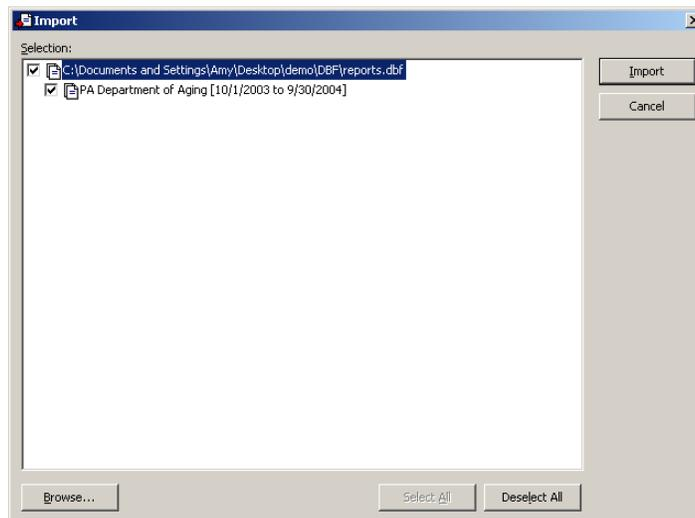 Import
Selection:
C:\Documents and Settings\Amy\Desktop\demo\DBF\reports.dbf
PA Department of Aging [10/1/2003 to 9/30/2004]
Import
Cancel
Browse...
Select All
Deselect All